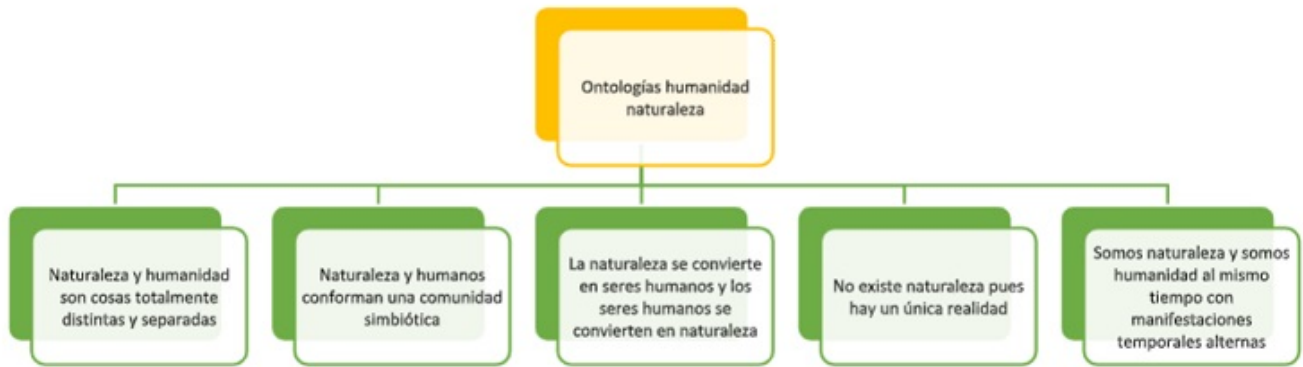 Ontologías humanidad
naturaleza
Naturaleza y humanidad
son cosas totalmente
distintas y separadas
Naturaleza y humanos
conforman una comunidad
simbiótica
La naturaleza se convierte
en seres humanos y los
seres humanos se
convierten en naturaleza
No existe naturaleza pues
hay un única realidad
Somos naturaleza y somos
humanidad al mismo
tiempo con
manifestaciones
temporales alternas